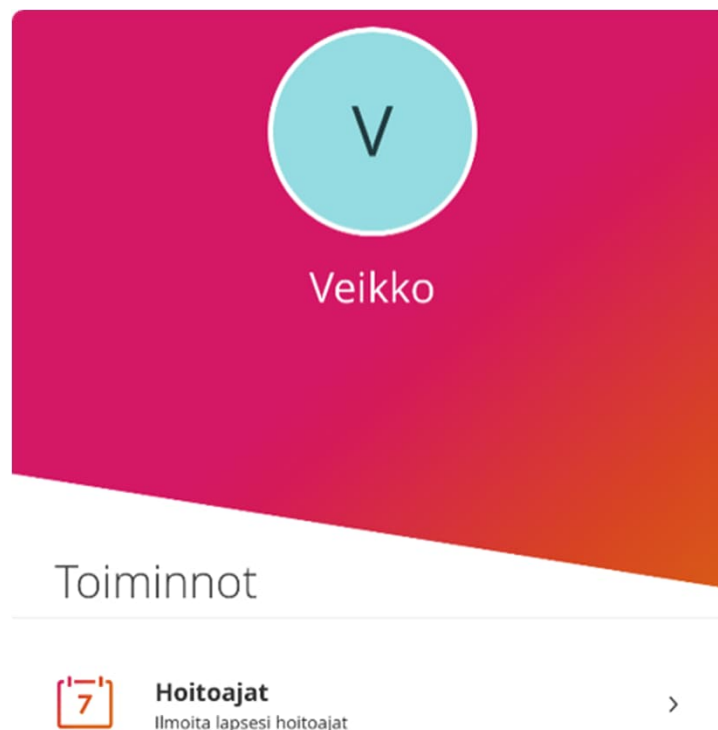 V
Veikko
Toiminnot
7
Hoitoajat
Ilmoita lapsesi hoitoajat